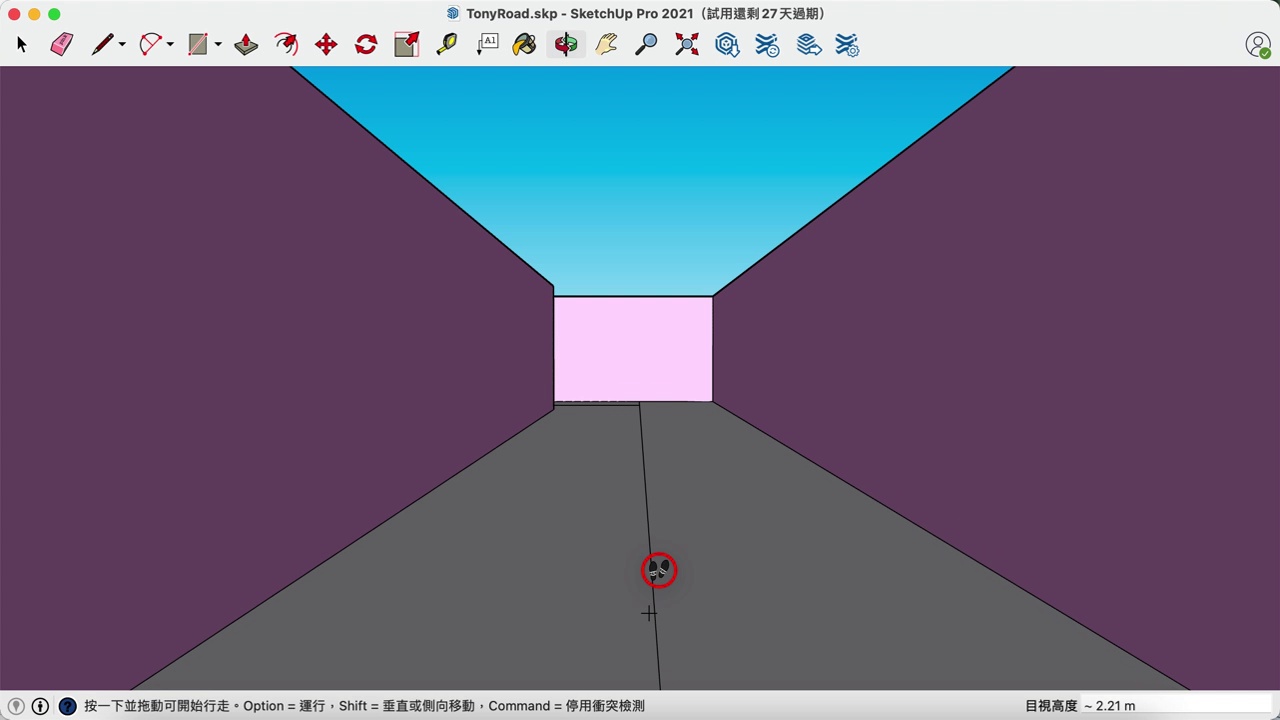 TonyRoad.skp - SketchUp Pro 2021（試用還剩 27 天過期）
A1
按一下並拖動可開始行走。Option = 運行，Shift = 垂直或側向移動，Command = 停用衝突檢測
目視高度 ~ 2.21 m